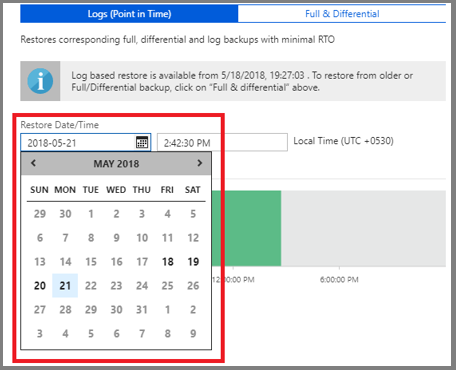 Logs (Point in Time) Full & Differential
Restores corresponding full, differential and log backups with minimal RTO
Log based restore is available from 5/18/2018, 19:27:03 . To restore from older or
Full/Differential backup, click on "Full & differential" above.
Restore Date/Time
2018-05-21 2:42:30 PM Local Time (UTC +0530)
MAY 2018
SUN MON TUE WED THU FRI SAT
29 30 1 2 3 4 5
6 7 8 9 10 11 12
13 14 15 16 17 18 19
20 21 22 23 24 25 26
27 28 29 30 31 1 2
3 4 5 6 7 8 9
6:00:00 PM